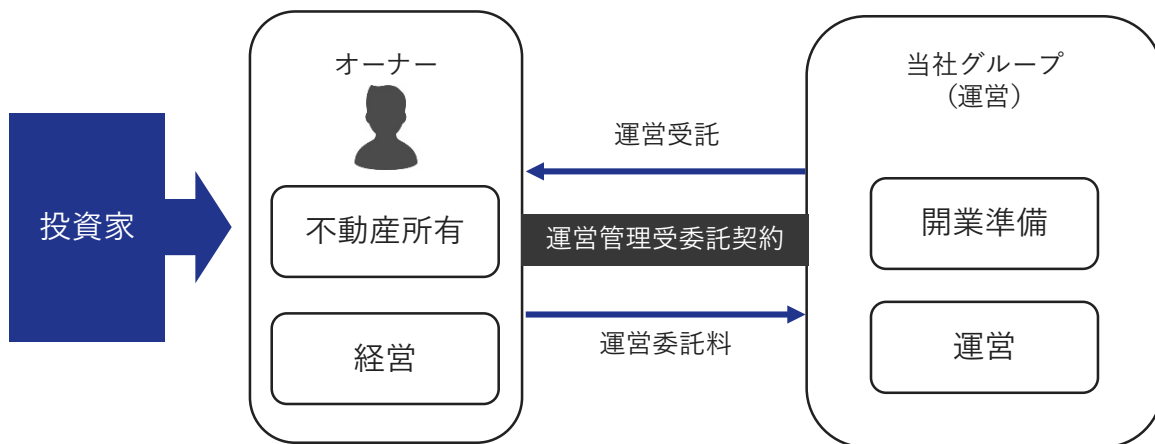 投資家
オーナー
不動産所有
経営
運営受託
運営管理受委託契約
運営委託料
当社グループ
(運営)
開業準備
運営